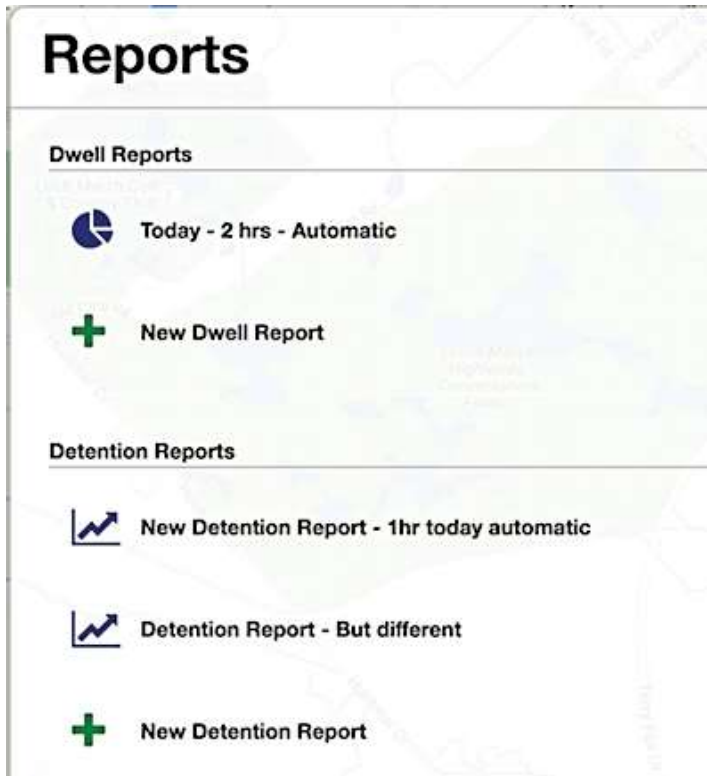 Reports
Dwell Reports
Today - 2 hrs - Automatic
New Dwell Report
Detention Reports
New Detention Report - 1hr today automatic
Detention Report - But different
New Detention Report